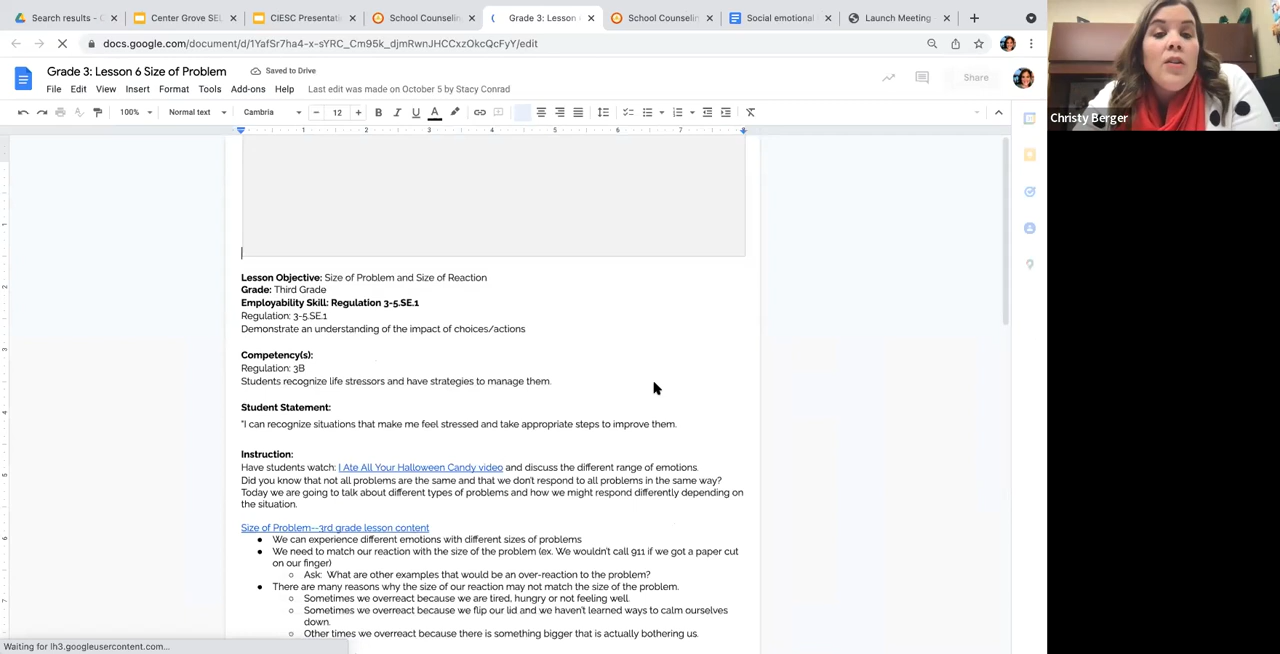 Search results - G
Center Grove SEL
CIESC Presentati
School Counselin
Grade 3: Lesson
School Counselin
Social emotional
Launch Meeting
docs.google.com/document/d/1YafSr7ha4-x-sYRC_Cm95k_djmRwnJHCCxzOkcQcFyY/edit
Grade 3: Lesson 6 Size of Problem
Saved to Drive
File Edit View Insert Format Tools Add-ons Help Last edit was made on October 5 by Stacy Conrad
Share
100% Normal text Cambria 12 B I U A
1 2 3 4 5 6 7
Christy Berger
Lesson Objective: Size of Problem and Size of Reaction
Grade: Third Grade
Employability Skill: Regulation 3-5.SE.1
Regulation: 3-5.SE.1
Demonstrate an understanding of the impact of choices/actions
Competency(s):
Regulation: 3B
Students recognize life stressors and have strategies to manage them.
Student Statement:
"I can recognize situations that make me feel stressed and take appropriate steps to improve them.
Instruction:
Have students watch: I Ate All Your Halloween Candy video and discuss the different range of emotions.
Did you know that not all problems are the same and that we don't respond to all problems in the same way?
Today we are going to talk about different types of problems and how we might respond differently depending on
the situation.
Size of Problem--3rd grade lesson content
● We can experience different emotions with different sizes of problems
● We need to match our reaction with the size of the problem (ex. We wouldn't call 911 if we got a paper cut
on our finger)
○ Ask: What are other examples that would be an over-reaction to the problem?
● There are many reasons why the size of our reaction may not match the size of the problem.
○ Sometimes we overreact because we are tired, hungry or not feeling well.
○ Sometimes we overreact because we flip our lid and we haven't learned ways to calm ourselves
down.
○ Other times we overreact because there is something bigger that is actually bothering us.
Waiting for lh3.googleusercontent.com...